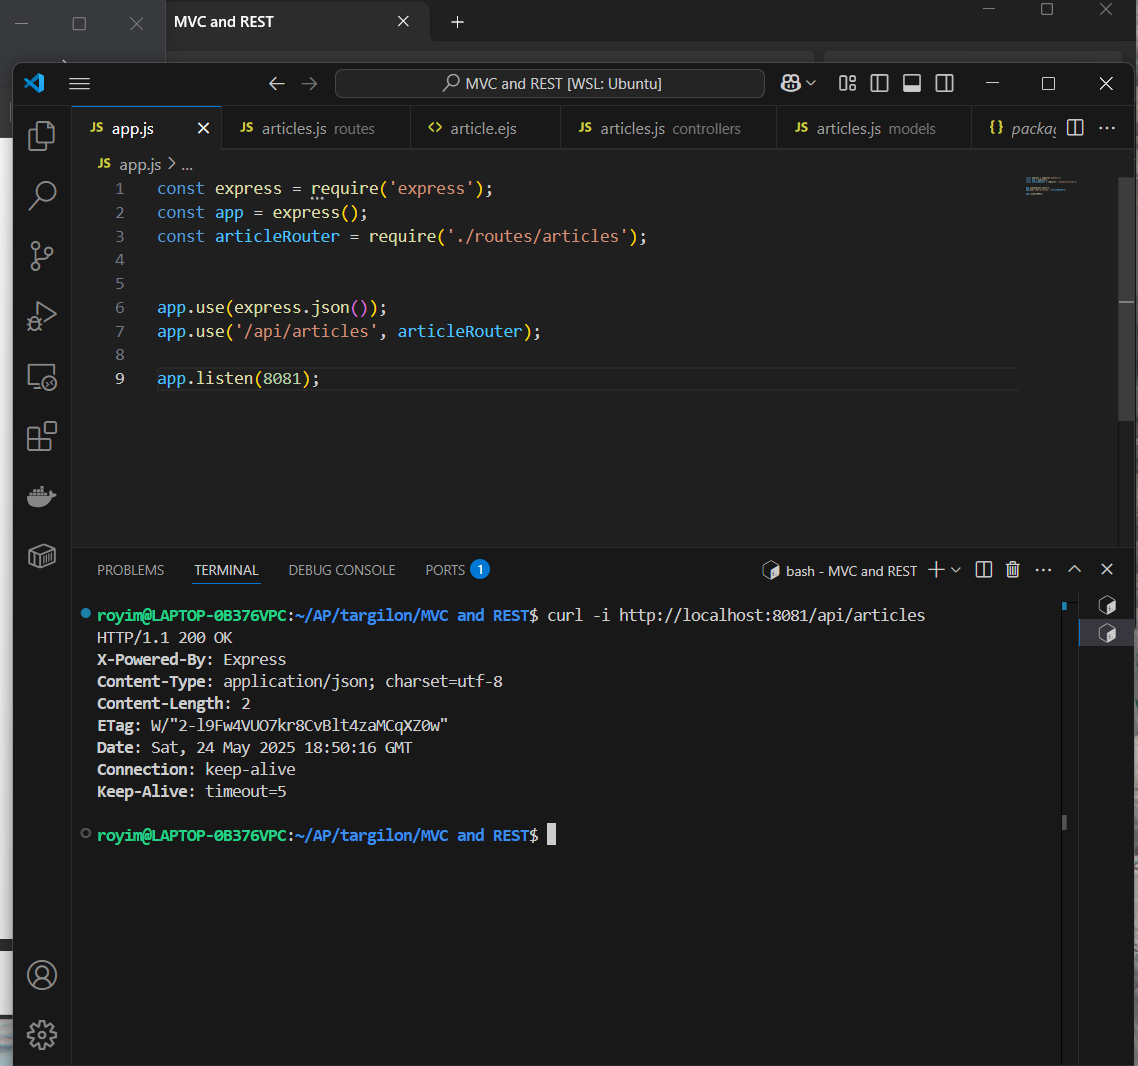 MVC and REST
MVC and REST [WSL: Ubuntu]
JS app.js
JS articles.js routes
<> article.ejs
JS articles.js controllers
JS articles.js models
{} packag
JS app.js > ...
1 const express = require('express');
2 const app = express();
3 const articleRouter = require('./routes/articles');
4
5
6 app.use(express.json());
7 app.use('/api/articles', articleRouter);
8
9 app.listen(8081);
PROBLEMS TERMINAL DEBUG CONSOLE PORTS 1 bash - MVC and REST
royim@LAPTOP-0B376VPC:~/AP/targilon/MVC and REST$ curl -i http://localhost:8081/api/articles
HTTP/1.1 200 OK
X-Powered-By: Express
Content-Type: application/json; charset=utf-8
Content-Length: 2
ETag: W/"2-l9Fw4VUO7kr8CvBlt4zaMCqXZ0w"
Date: Sat, 24 May 2025 18:50:16 GMT
Connection: keep-alive
Keep-Alive: timeout=5
royim@LAPTOP-0B376VPC:~/AP/targilon/MVC and REST$